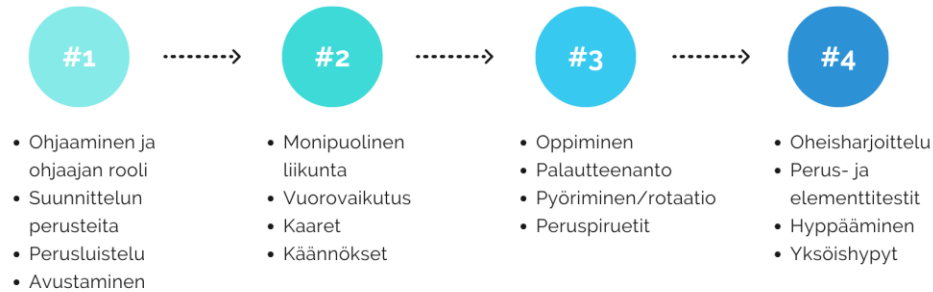 #1
• Ohjaaminen ja
ohjaajan rooli
• Suunnittelun
perusteita
• Perusluistelu
• Avustaminen
#2
• Monipuolinen
liikunta
• Vuorovaikutus
• Kaaret
• Käännökset
#3
• Oppiminen
• Palautteenanto
• Pyöriminen/rotaatio
• Peruspiruetit
#4
• Oheisharjoittelu
• Perus- ja
elementtitestit
• Hyppääminen
• Yksöishypyt